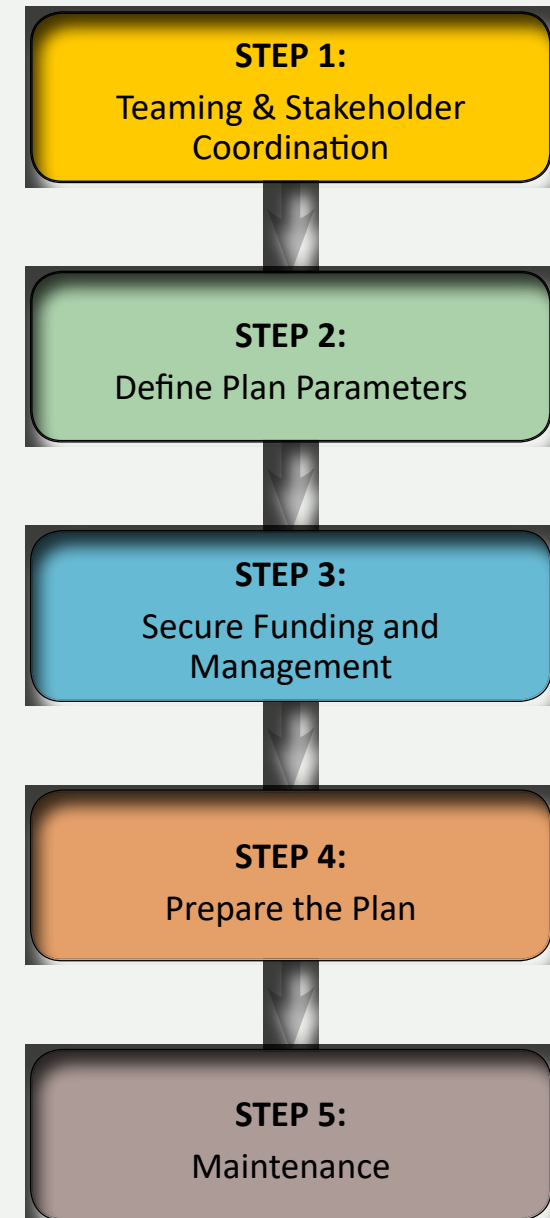 STEP 1:
Teaming & Stakeholder
Coordination
STEP 2:
Define Plan Parameters
STEP 3:
Secure Funding and
Management
STEP 4:
Prepare the Plan
STEP 5:
Maintenance